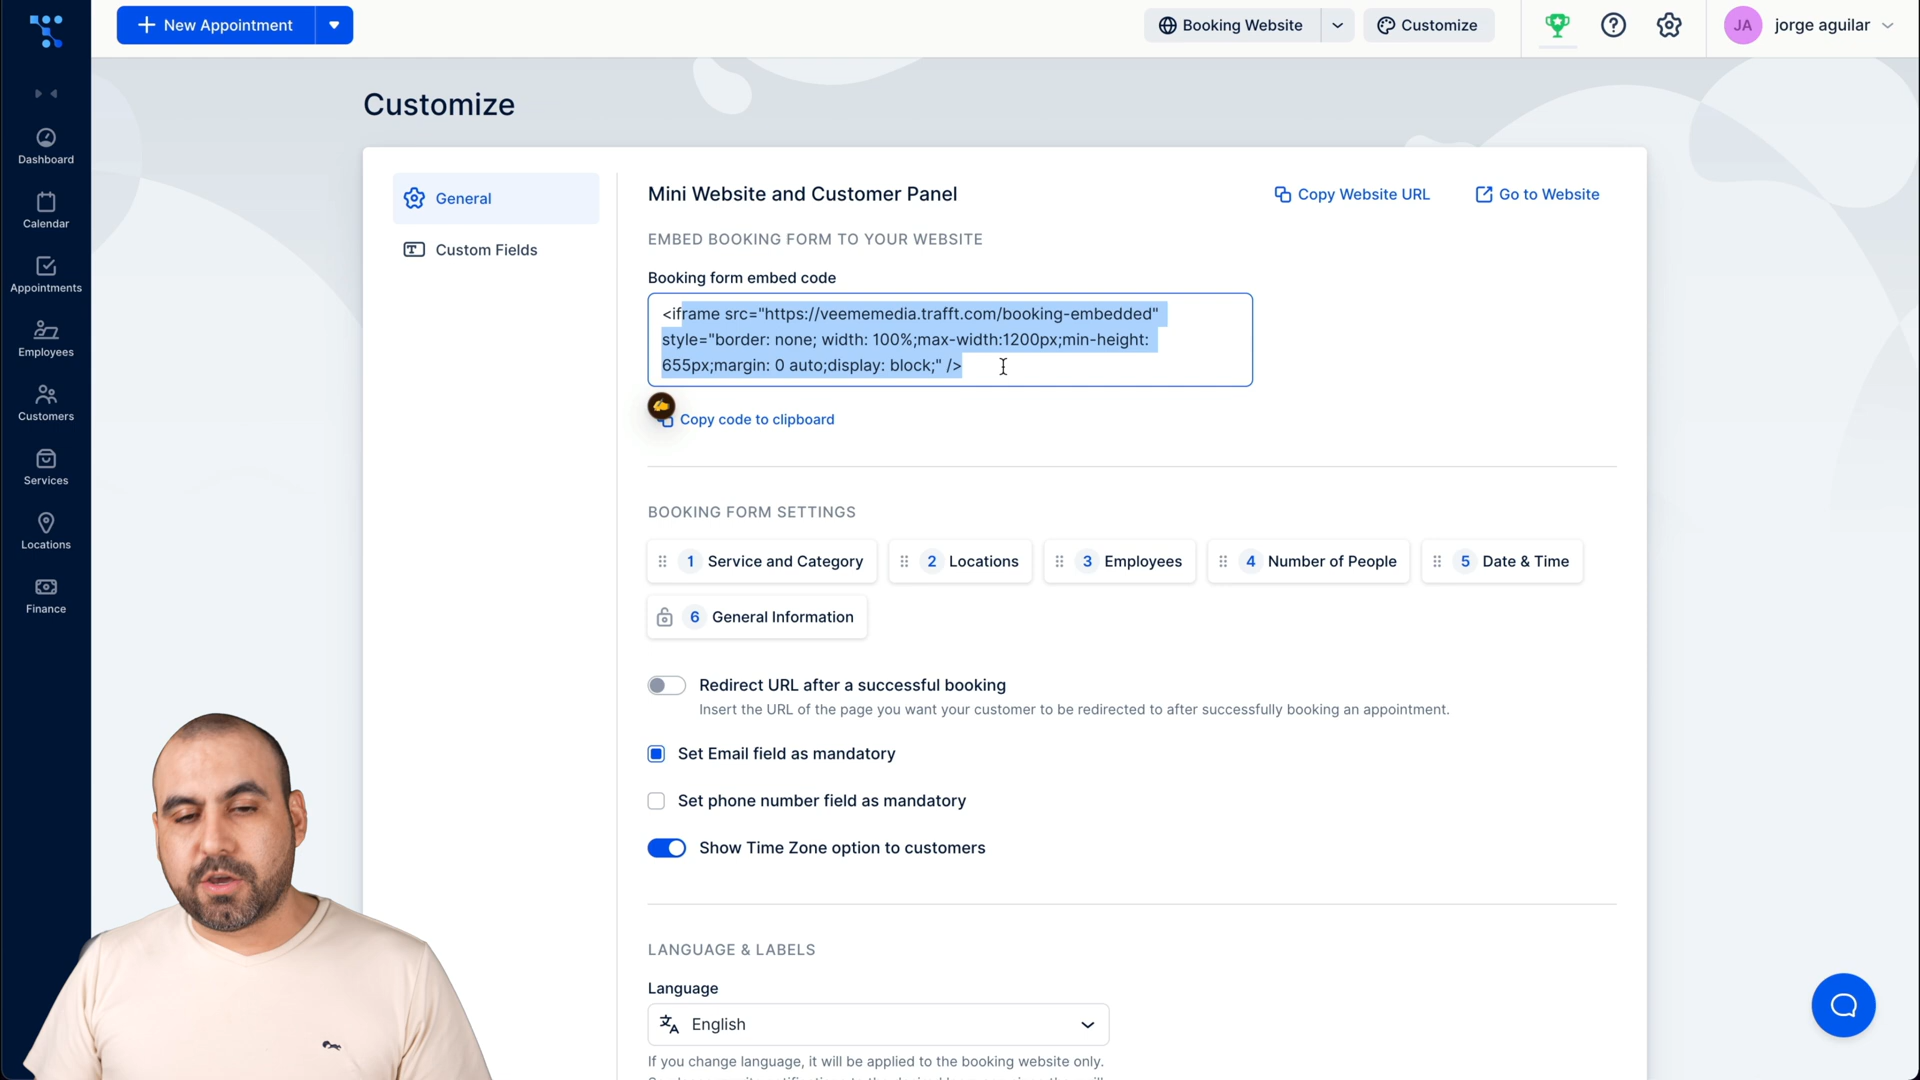 New Appointment
Booking Website
Customize
JA
jorge aguilar
Dashboard
Calendar
Appointments
Employees
Customers
Services
Locations
Finance
Customize
General
Custom Fields
Mini Website and Customer Panel
Copy Website URL
Go to Website
EMBED BOOKING FORM TO YOUR WEBSITE
Booking form embed code
<iframe src="https://veememedia.trafft.com/booking-embedded"
style="border: none; width: 100%;max-width:1200px;min-height:
655px;margin: 0 auto;display: block;" />
Copy code to clipboard
BOOKING FORM SETTINGS
1 Service and Category
2 Locations
3 Employees
4 Number of People
5 Date & Time
6 General Information
Redirect URL after a successful booking
Insert the URL of the page you want your customer to be redirected to after successfully booking an appointment.
Set Email field as mandatory
Set phone number field as mandatory
Show Time Zone option to customers
LANGUAGE & LABELS
Language
English
If you change language, it will be applied to the booking website only.